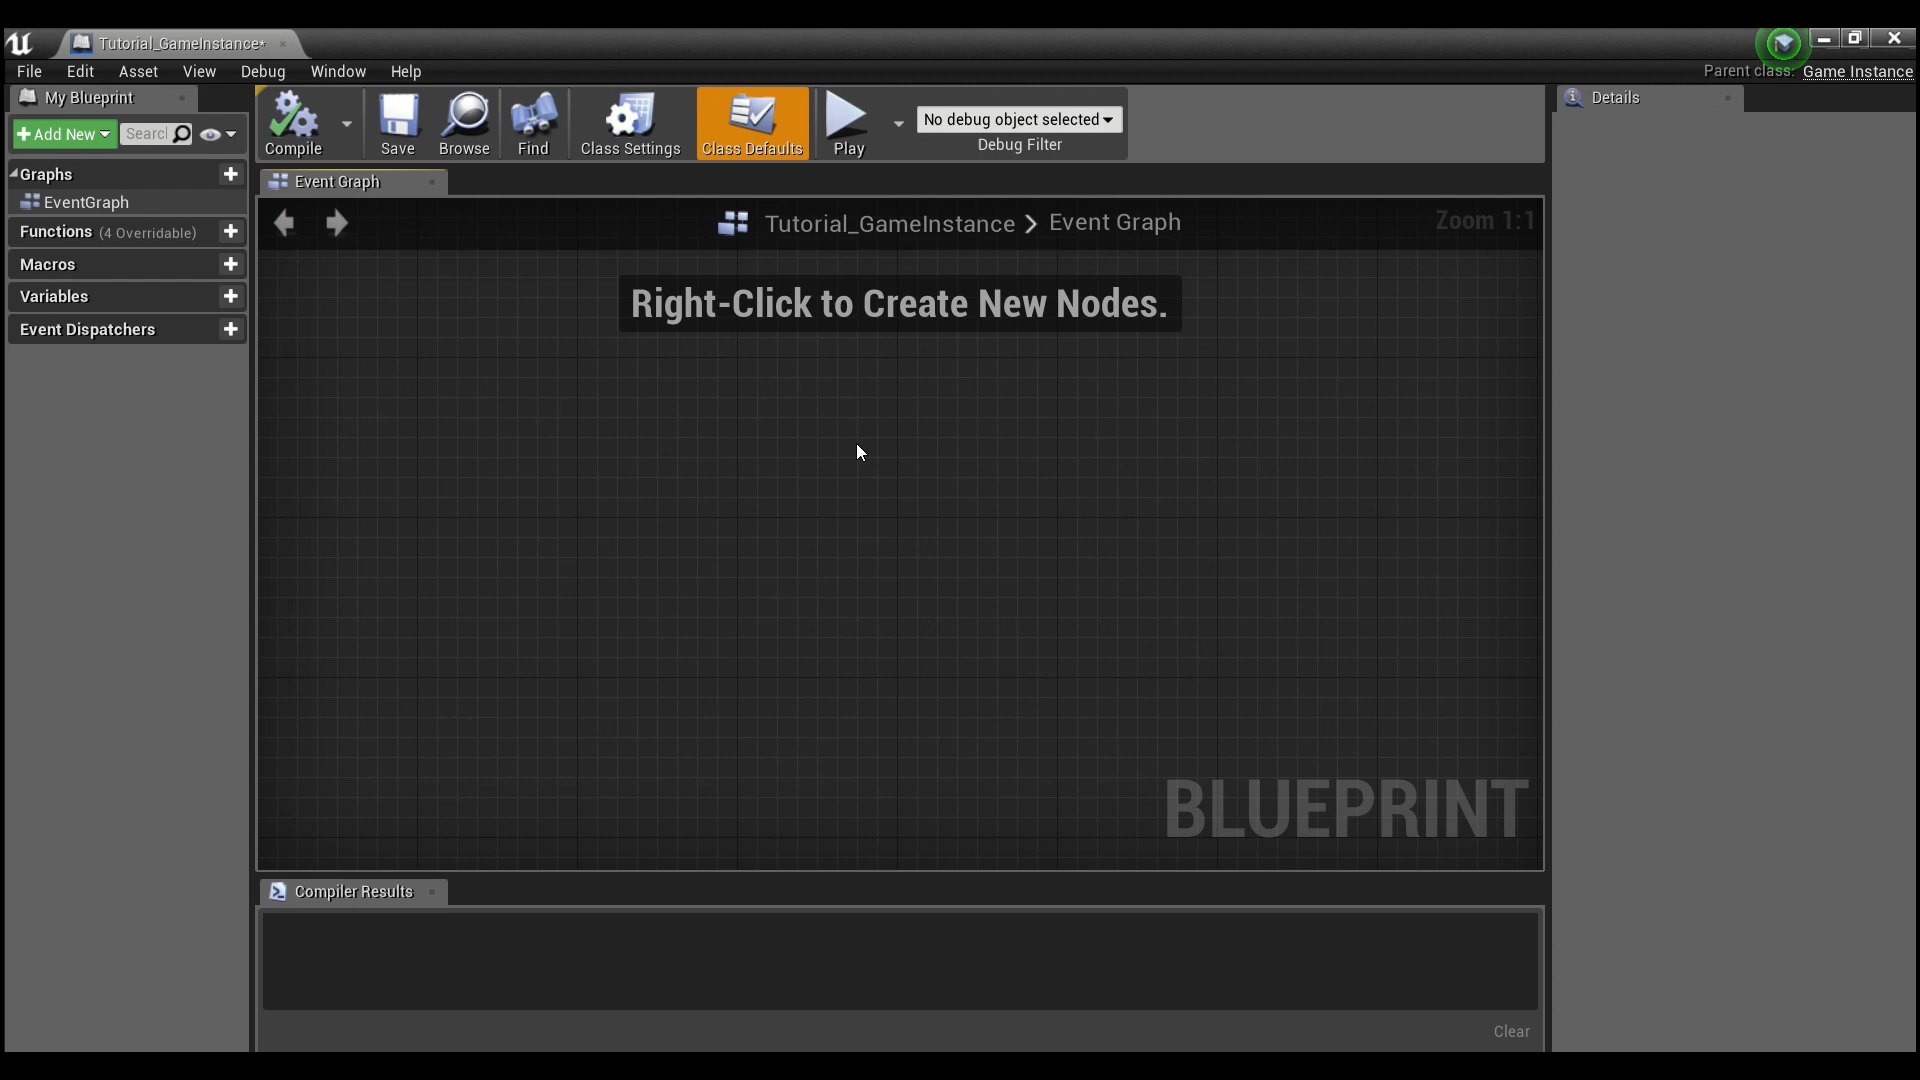 Tutorial_GameInstance*
File Edit Asset View Debug Window Help
Parent class: Game Instance
My Blueprint
Add New
Search
Graphs
EventGraph
Functions (4 Overridable)
Macros
Variables
Event Dispatchers
Compile
Save
Browse
Find
Class Settings
Class Defaults
Play
No debug object selected
Debug Filter
Event Graph
Tutorial_GameInstance > Event Graph
Zoom 1:1
Right-Click to Create New Nodes.
BLUEPRINT
Compiler Results
Clear
Details